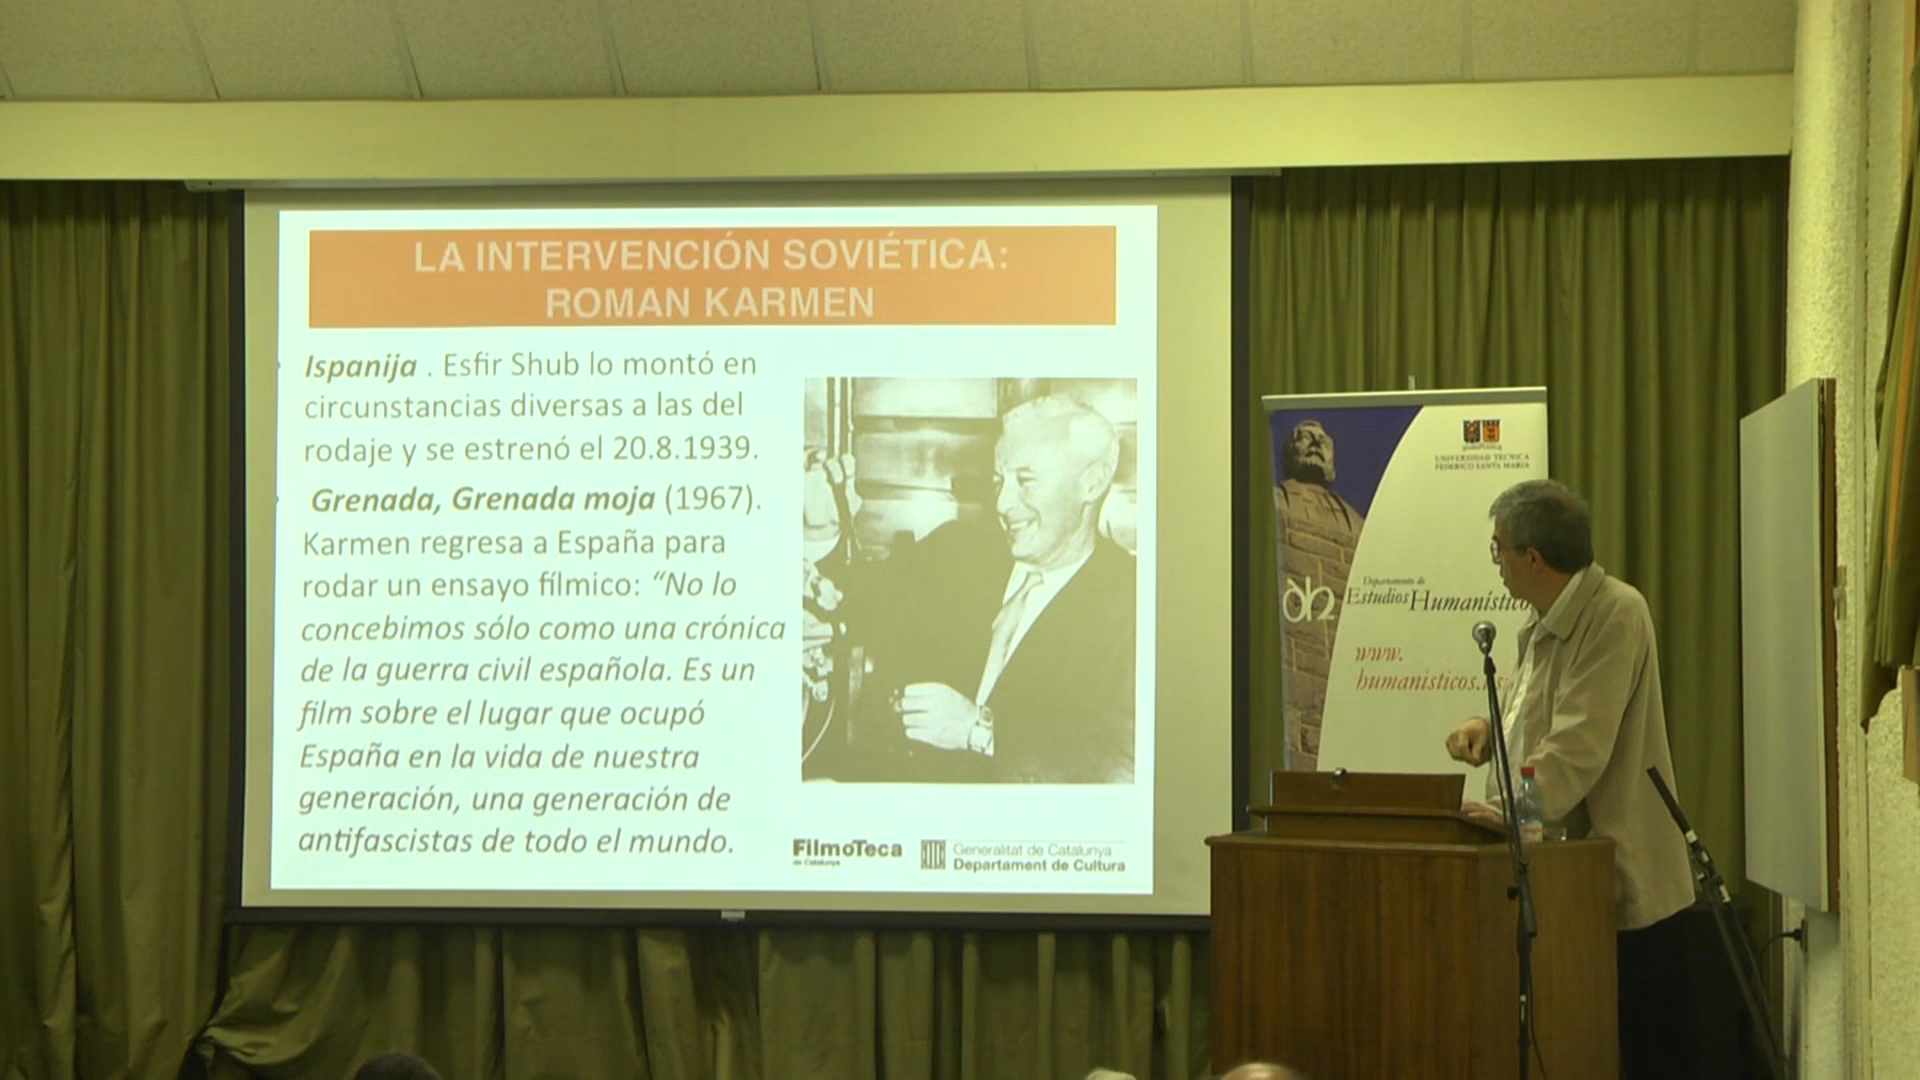 LA INTERVENCIÓN SOVIÉTICA:
ROMAN KARMEN
Ispanija . Esfir Shub lo montó en
circunstancias diversas a las del
rodaje y se estrenó el 20.8.1939.
Grenada, Grenada moja (1967).
Karmen regresa a España para
rodar un ensayo fílmico: “No lo
concebimos sólo como una crónica
de la guerra civil española. Es un
film sobre el lugar que ocupó
España en la vida de nuestra
generación, una generación de
antifascistas de todo el mundo.
FilmoTeca
de Catalunya
Generalitat de Catalunya
Departament de Cultura
UNIVERSIDAD TECNICA
FEDERICO SANTA MARIA
Departamento de
Estudios Humanístico
www.
humanisticos.